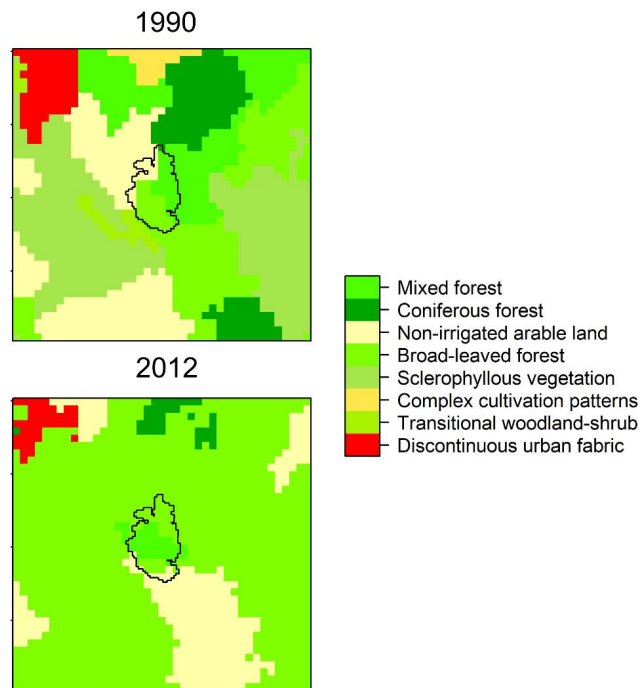 1990
Mixed forest
Coniferous forest
Non-irrigated arable land
Broad-leaved forest
Sclerophyllous vegetation
Complex cultivation patterns
Transitional woodland-shrub
Discontinuous urban fabric
2012